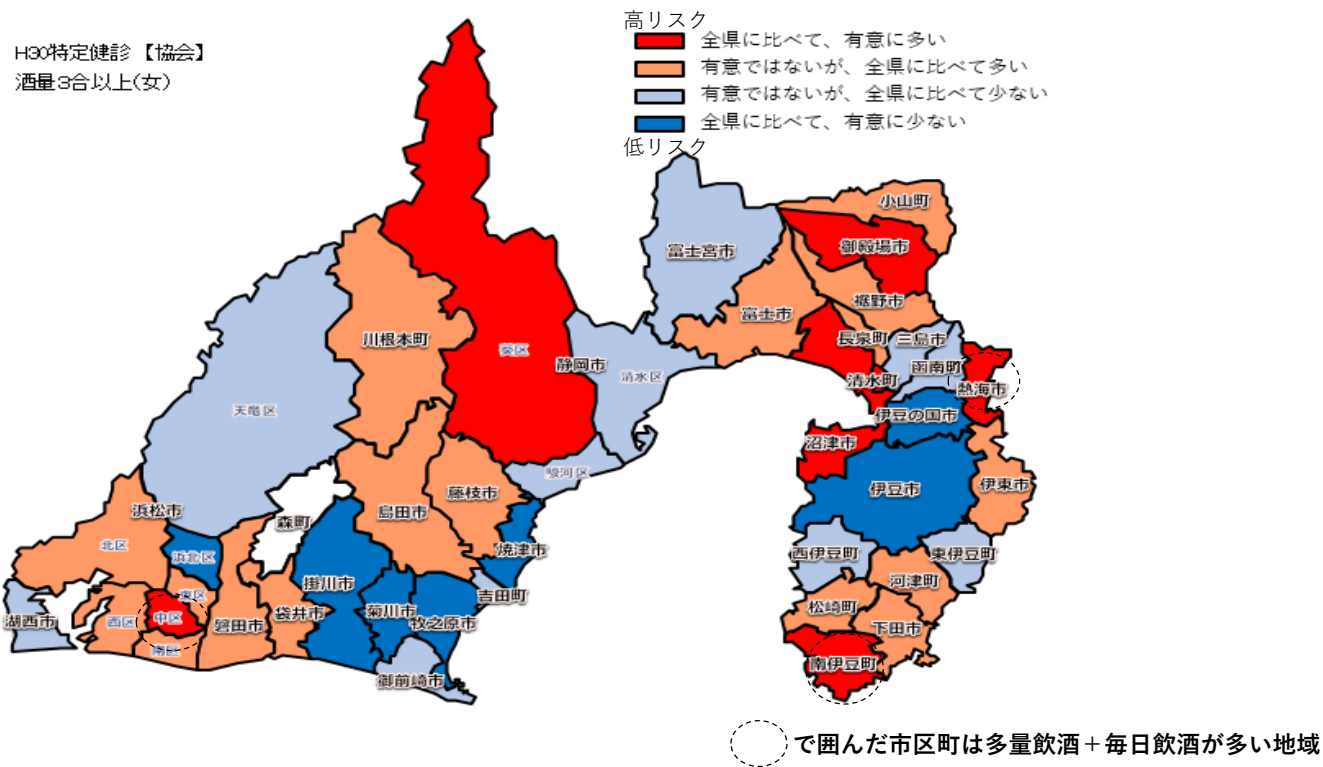 H30特定健診【協会】
酒量3合以上(女)
高リスク
全県に比べて、有意に多い
有意ではないが、全県に比べて多い
有意ではないが、全県に比べて少ない
全県に比べて、有意に少ない
低リスク
小山町
御殿場市
富士宮市
裾野市
富士市
長泉町
三島市
函南町
熱海市
清水町
伊豆の国市
沼津市
伊豆市
伊東市
西伊豆町
東伊豆町
河津町
松崎町
下田市
南伊豆町
川根本町
葵区
静岡市
清水区
駿河区
天竜区
藤枝市
島田市
焼津市
吉田町
浜松市
森町
北区
浜北区
掛川市
東区
中区
西区
南区
湖西市
磐田市
袋井市
菊川市
牧之原市
御前崎市
で囲んだ市区町は多量飲酒＋毎日飲酒が多い地域